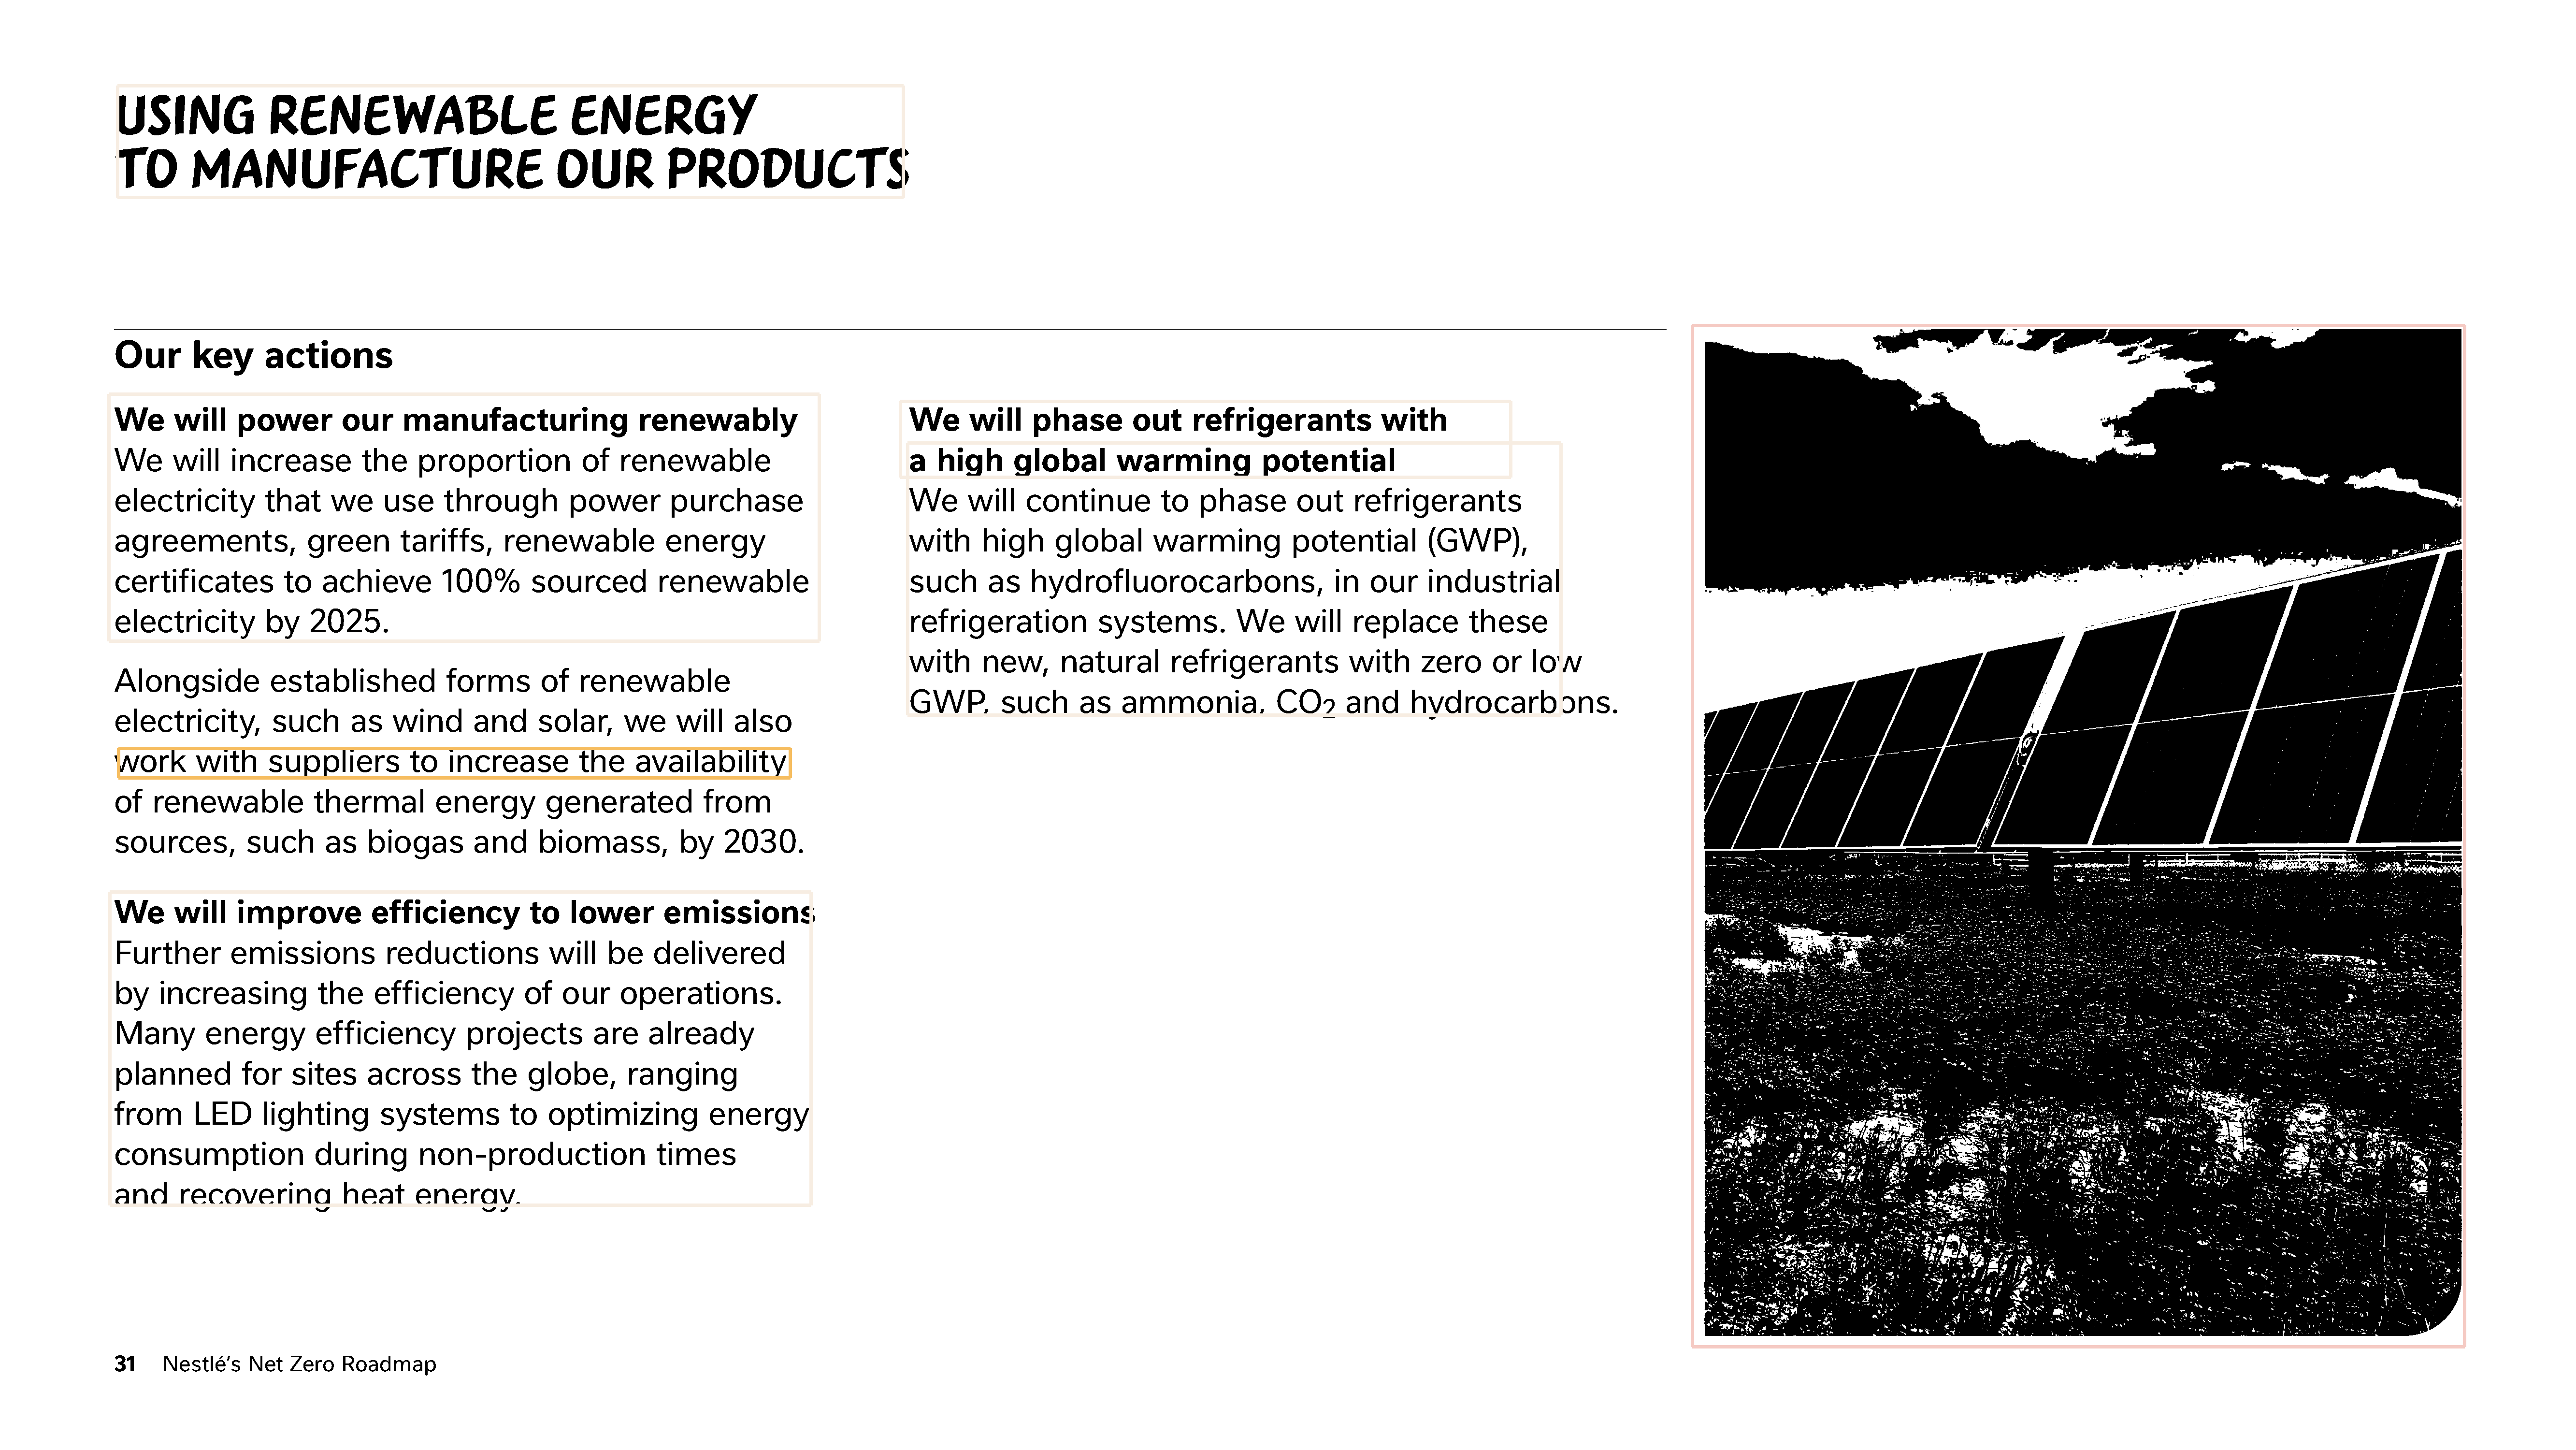 USING RENEWABLE ENERGY
TO MANUFACTURE OUR PRODUCTS
Our key actions
We will power our manufacturing renewably
We will increase the proportion of renewable
electricity that we use through power purchase
agreements, green tariffs, renewable energy
certificates to achieve 100% sourced renewable
electricity by 2025.
Alongside established forms of renewable
electricity, such as wind and solar, we will also
work with suppliers to increase the availability
of renewable thermal energy generated from
sources, such as biogas and biomass, by 2030.
We will improve efficiency to lower emissions
Further emissions reductions will be delivered
by increasing the efficiency of our operations.
Many energy efficiency projects are already
planned for sites across the globe, ranging
from LED lighting systems to optimizing energy
consumption during non-production times
and recovering heat energy.
We will phase out refrigerants with
a high global warming potential
We will continue to phase out refrigerants
with high global warming potential (GWP),
such as hydrofluorocarbons, in our industrial
refrigeration systems. We will replace these
with new, natural refrigerants with zero or low
GWP, such as ammonia, CO₂ and hydrocarbons.
31 Nestlé's Net Zero Roadmap